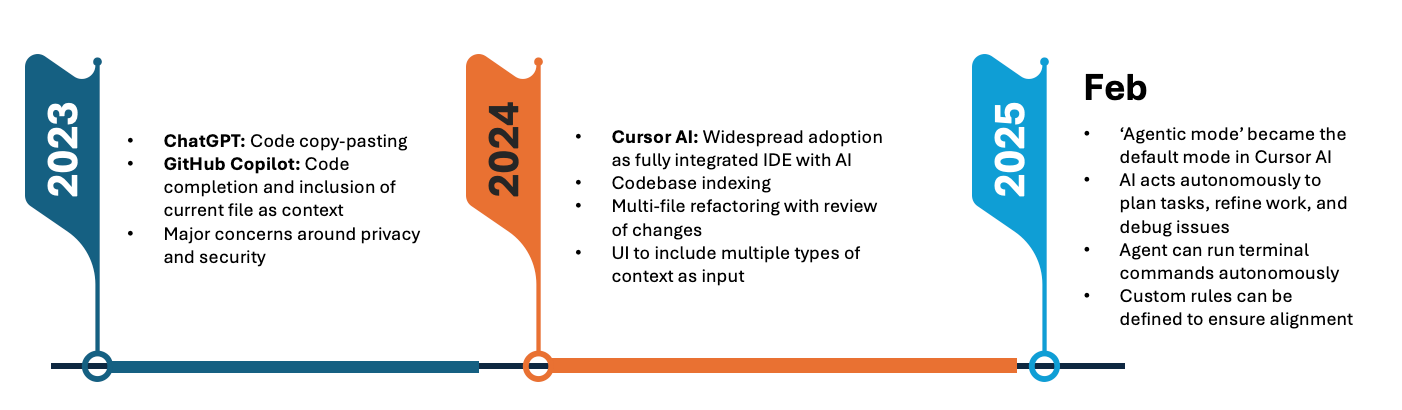 2023
• ChatGPT: Code copy-pasting
• GitHub Copilot: Code
completion and inclusion of
current file as context
• Major concerns around privacy
and security
2024
• Cursor AI: Widespread adoption
as fully integrated IDE with AI
• Codebase indexing
• Multi-file refactoring with review
of changes
• UI to include multiple types of
context as input
2025
Feb
• ‘Agentic mode’ became the
default mode in Cursor AI
• AI acts autonomously to
plan tasks, refine work, and
debug issues
• Agent can run terminal
commands autonomously
• Custom rules can be
defined to ensure alignment